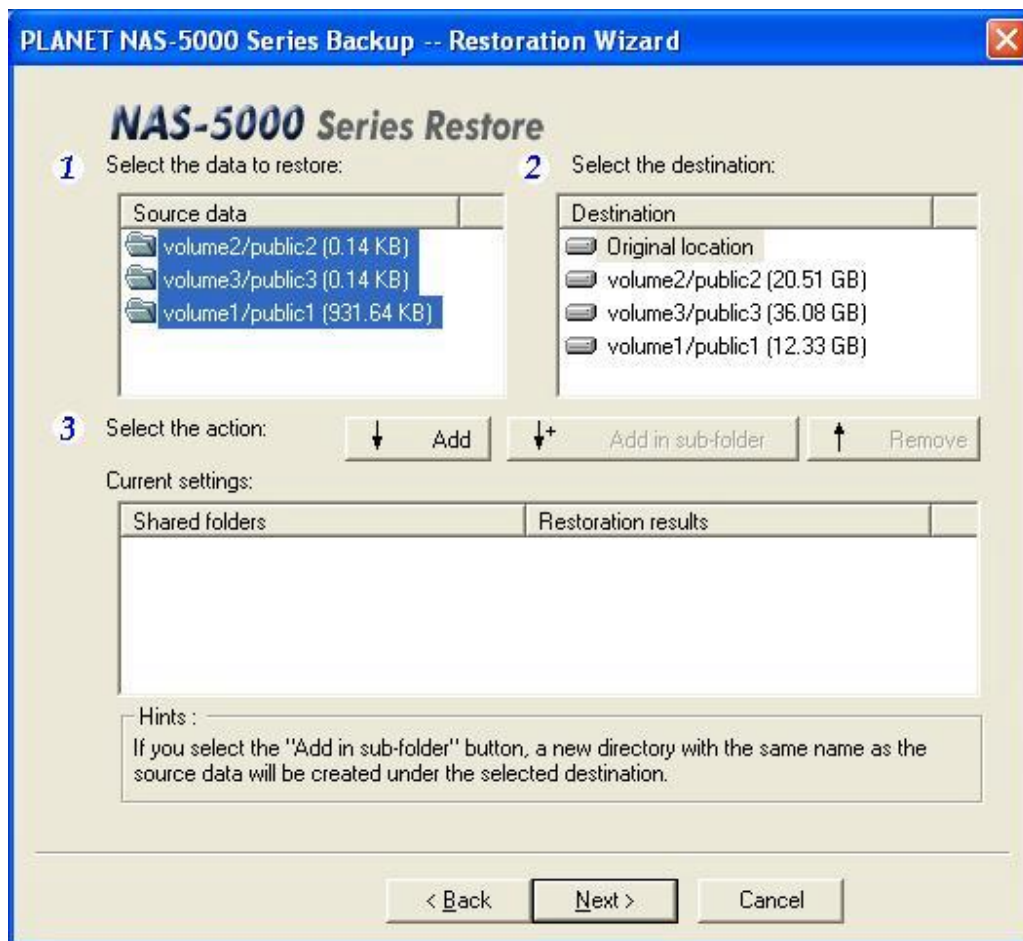 PLANET NAS-5000 Series Backup -- Restoration Wizard
NAS-5000 Series Restore
1 Select the data to restore:
Source data
volume2/public2 (0.14 KB)
volume3/public3 (0.14 KB)
volume1/public1 (931.64 KB)
2 Select the destination:
Destination
Original location
volume2/public2 (20.51 GB)
volume3/public3 (36.08 GB)
volume1/public1 (12.33 GB)
3 Select the action:
Add
Add in sub-folder
Remove
Current settings:
Shared folders
Restoration results
Hints :
If you select the "Add in sub-folder" button, a new directory with the same name as the
source data will be created under the selected destination.
< Back
Next >
Cancel